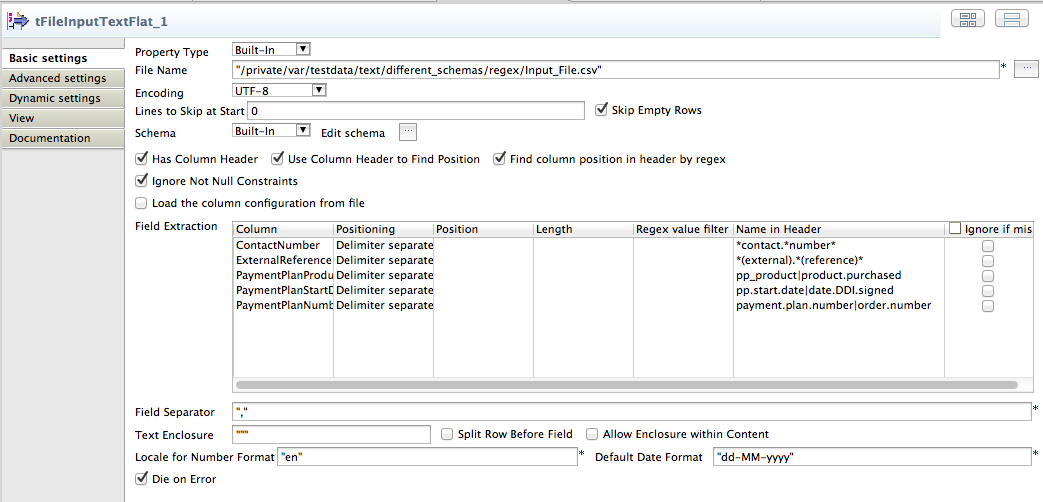 tFileInputTextFlat_1
Basic settings
Advanced settings
Dynamic settings
View
Documentation
Property Type Built-In
File Name "/private/var/testdata/text/different_schemas/regex/Input_File.csv" * ...
Encoding UTF-8
Lines to Skip at Start 0 Skip Empty Rows
Schema Built-In Edit schema ...
Has Column Header Use Column Header to Find Position Find column position in header by regex
Ignore Not Null Constraints
Load the column configuration from file
Field Extraction Column Positioning Position Length Regex value filter Name in Header Ignore if mis
ContactNumber Delimiter separate *contact.*number*
ExternalReference Delimiter separate *(external).*(reference)*
PaymentPlanProdu Delimiter separate pp_product|product.purchased
PaymentPlanStartD Delimiter separate pp.start.date|date.DDI.signed
PaymentPlanNumb Delimiter separate payment.plan.number|order.number
Field Separator "," *
Text Enclosure """ Split Row Before Field Allow Enclosure within Content
Locale for Number Format "en" * Default Date Format "dd-MM-yyyy" *
Die on Error